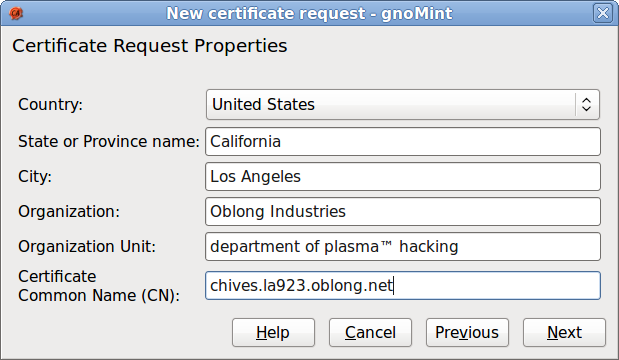 New certificate request - gnoMint
Certificate Request Properties
Country: United States
State or Province name: California
City: Los Angeles
Organization: Oblong Industries
Organization Unit: department of plasma™ hacking
Certificate
Common Name (CN): chives.la923.oblong.net
Help Cancel Previous Next